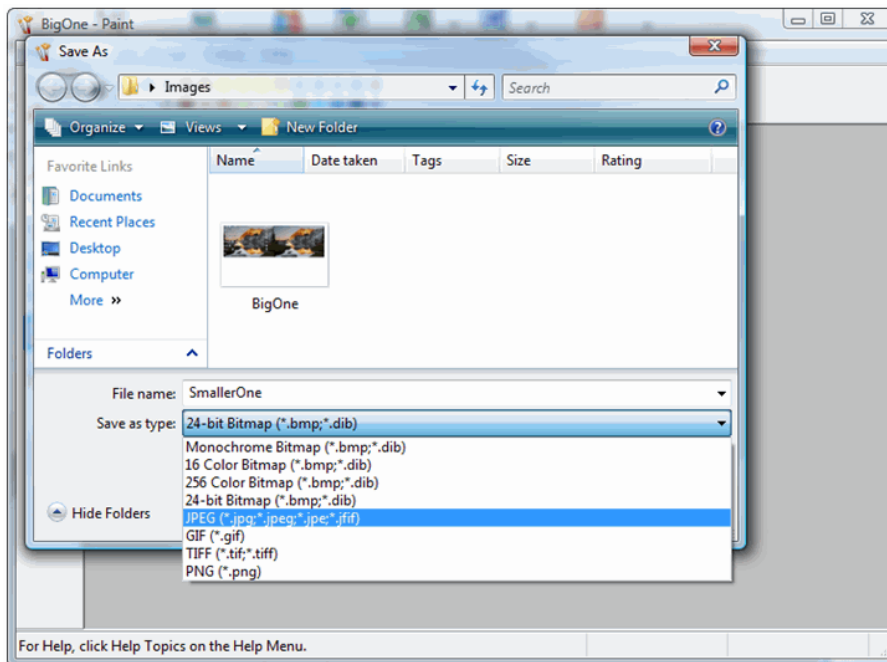 BigOne - Paint
Save As
Images
Search
Organize Views New Folder
Favorite Links
Name Date taken Tags Size Rating
Documents
Recent Places
Desktop
Computer
More »
BigOne
Folders
File name: SmallerOne
Save as type: 24-bit Bitmap (*.bmp;*.dib)
Monochrome Bitmap (*.bmp;*.dib)
16 Color Bitmap (*.bmp;*.dib)
256 Color Bitmap (*.bmp;*.dib)
24-bit Bitmap (*.bmp;*.dib)
JPEG (*.jpg;*.jpeg;*.jpe;*.jfif)
Hide Folders
GIF (*.gif)
TIFF (*.tif;*.tiff)
PNG (*.png)
For Help, click Help Topics on the Help Menu.